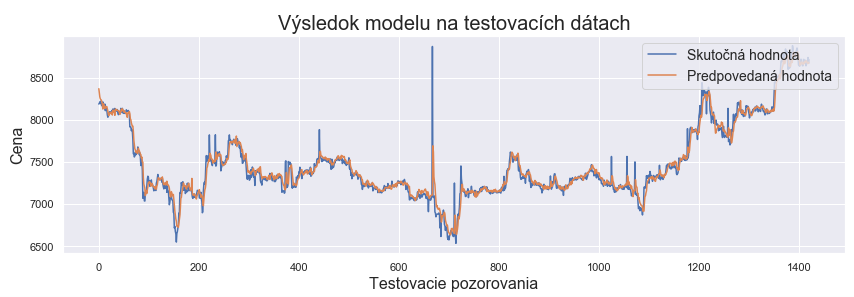 Výsledok modelu na testovacích dátach
Skutočná hodnota
Predpovedaná hodnota
Cena
8500
8000
7500
7000
6500
0 200 400 600 800 1000 1200 1400
Testovacie pozorovania